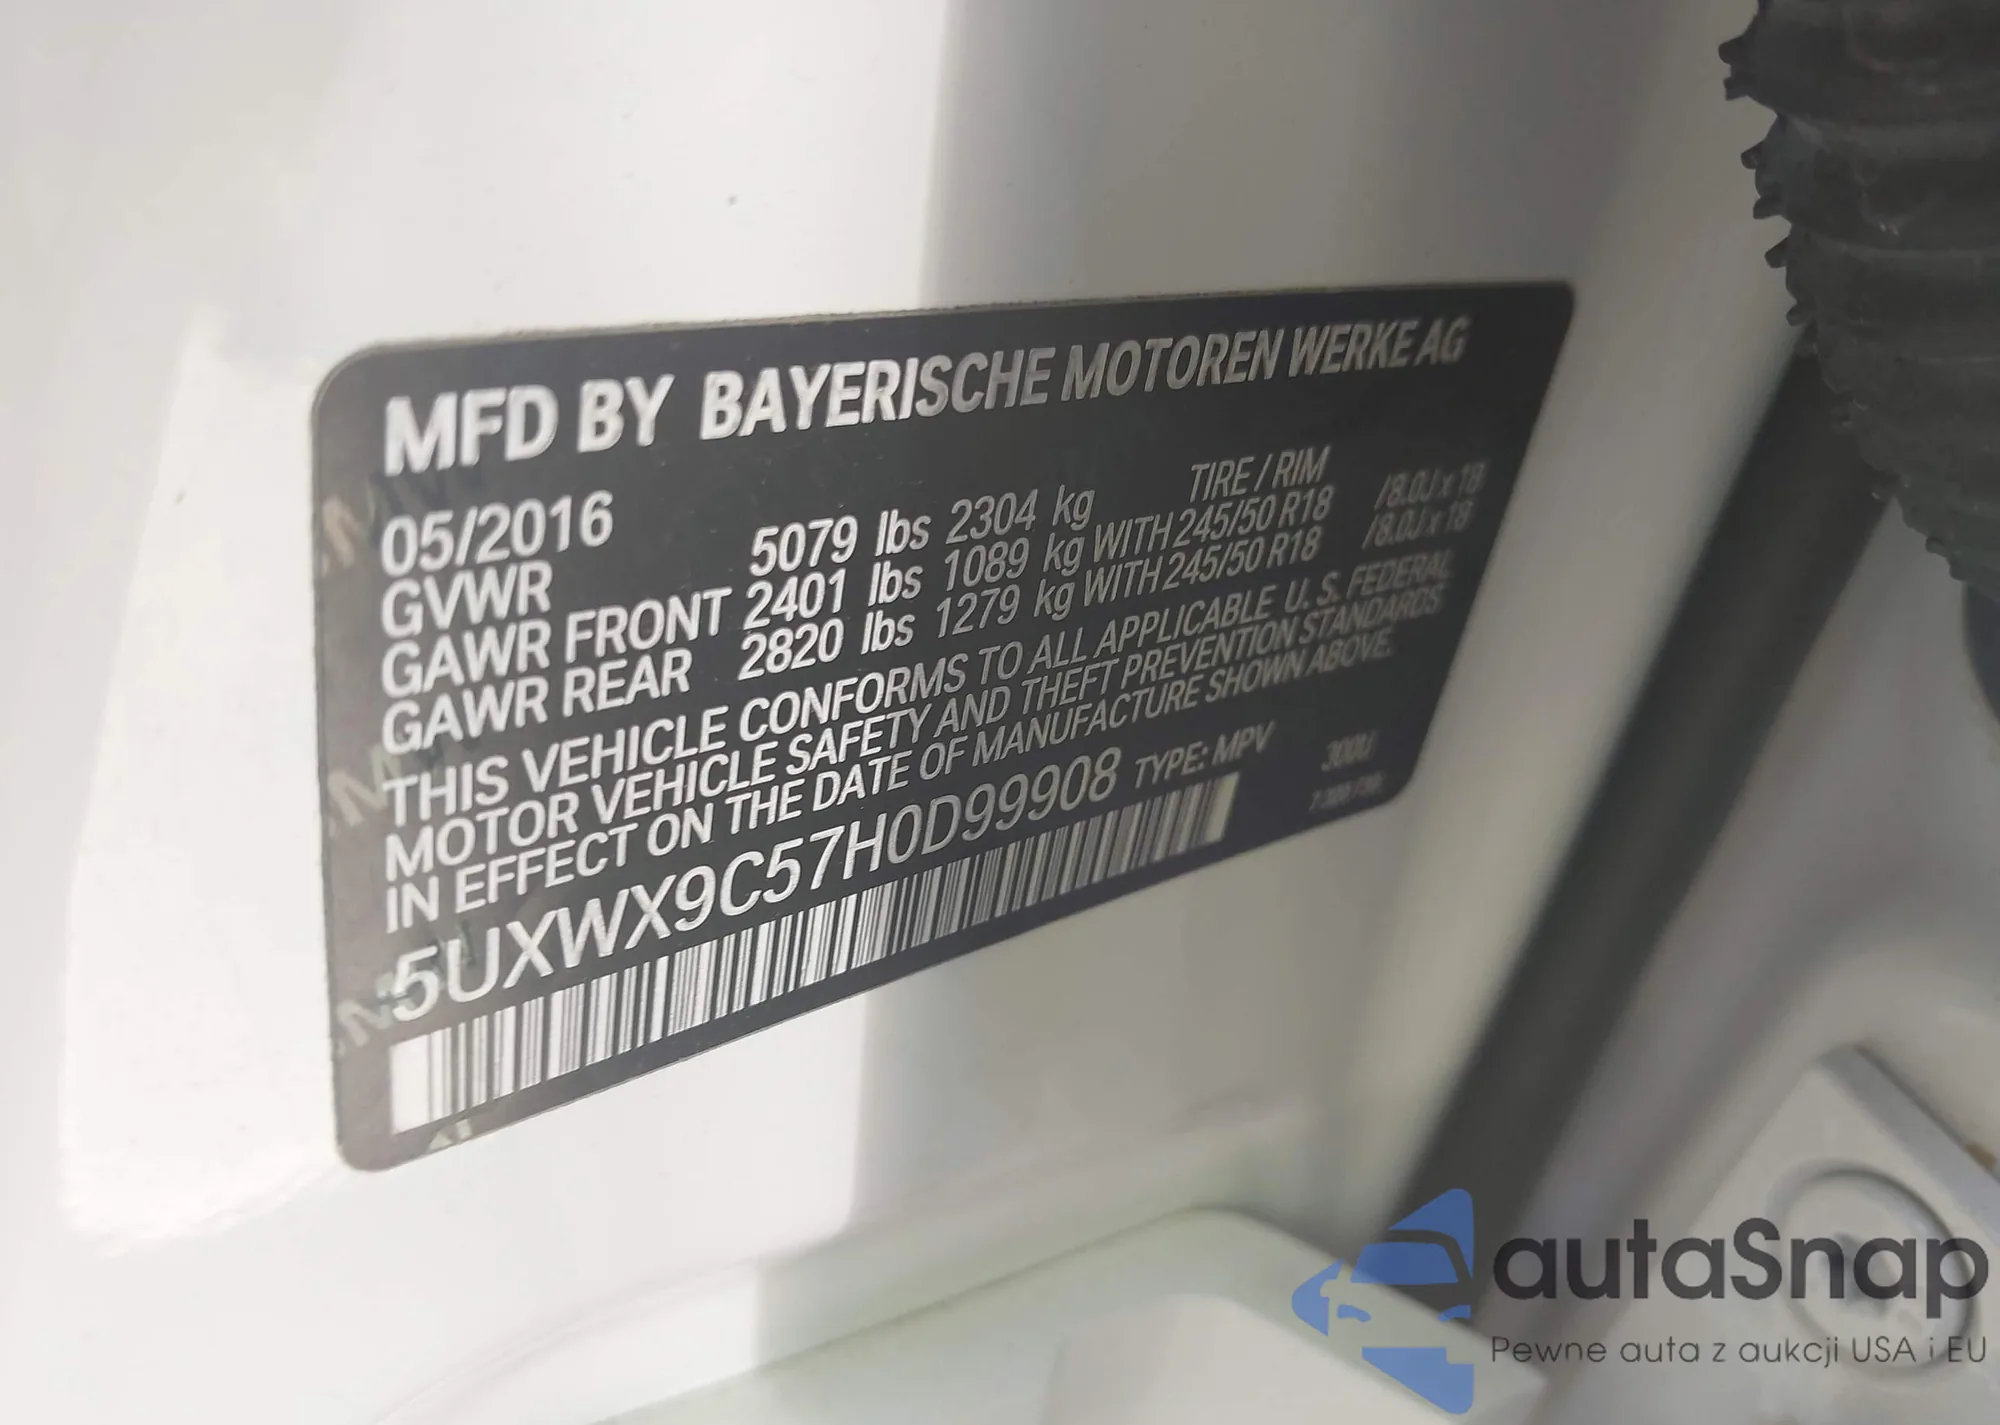 MFD BY BAYERISCHE MOTOREN WERKE AG
05/2016
TIRE / RIM
GVWR 5079 lbs 2304 kg
GAWR FRONT 2401 lbs 1089 kg WITH 245/50 R18 /8.0J x 18
GAWR REAR 2820 lbs 1279 kg WITH 245/50 R18 /8.0J x 18
THIS VEHICLE CONFORMS TO ALL APPLICABLE U. S. FEDERAL
MOTOR VEHICLE SAFETY AND THEFT PREVENTION STANDARDS
IN EFFECT ON THE DATE OF MANUFACTURE SHOWN ABOVE.
5UXWX9C57H0D99908 TYPE: MPV 300U
autaSnap
Pewne auta z aukcji USA i EU